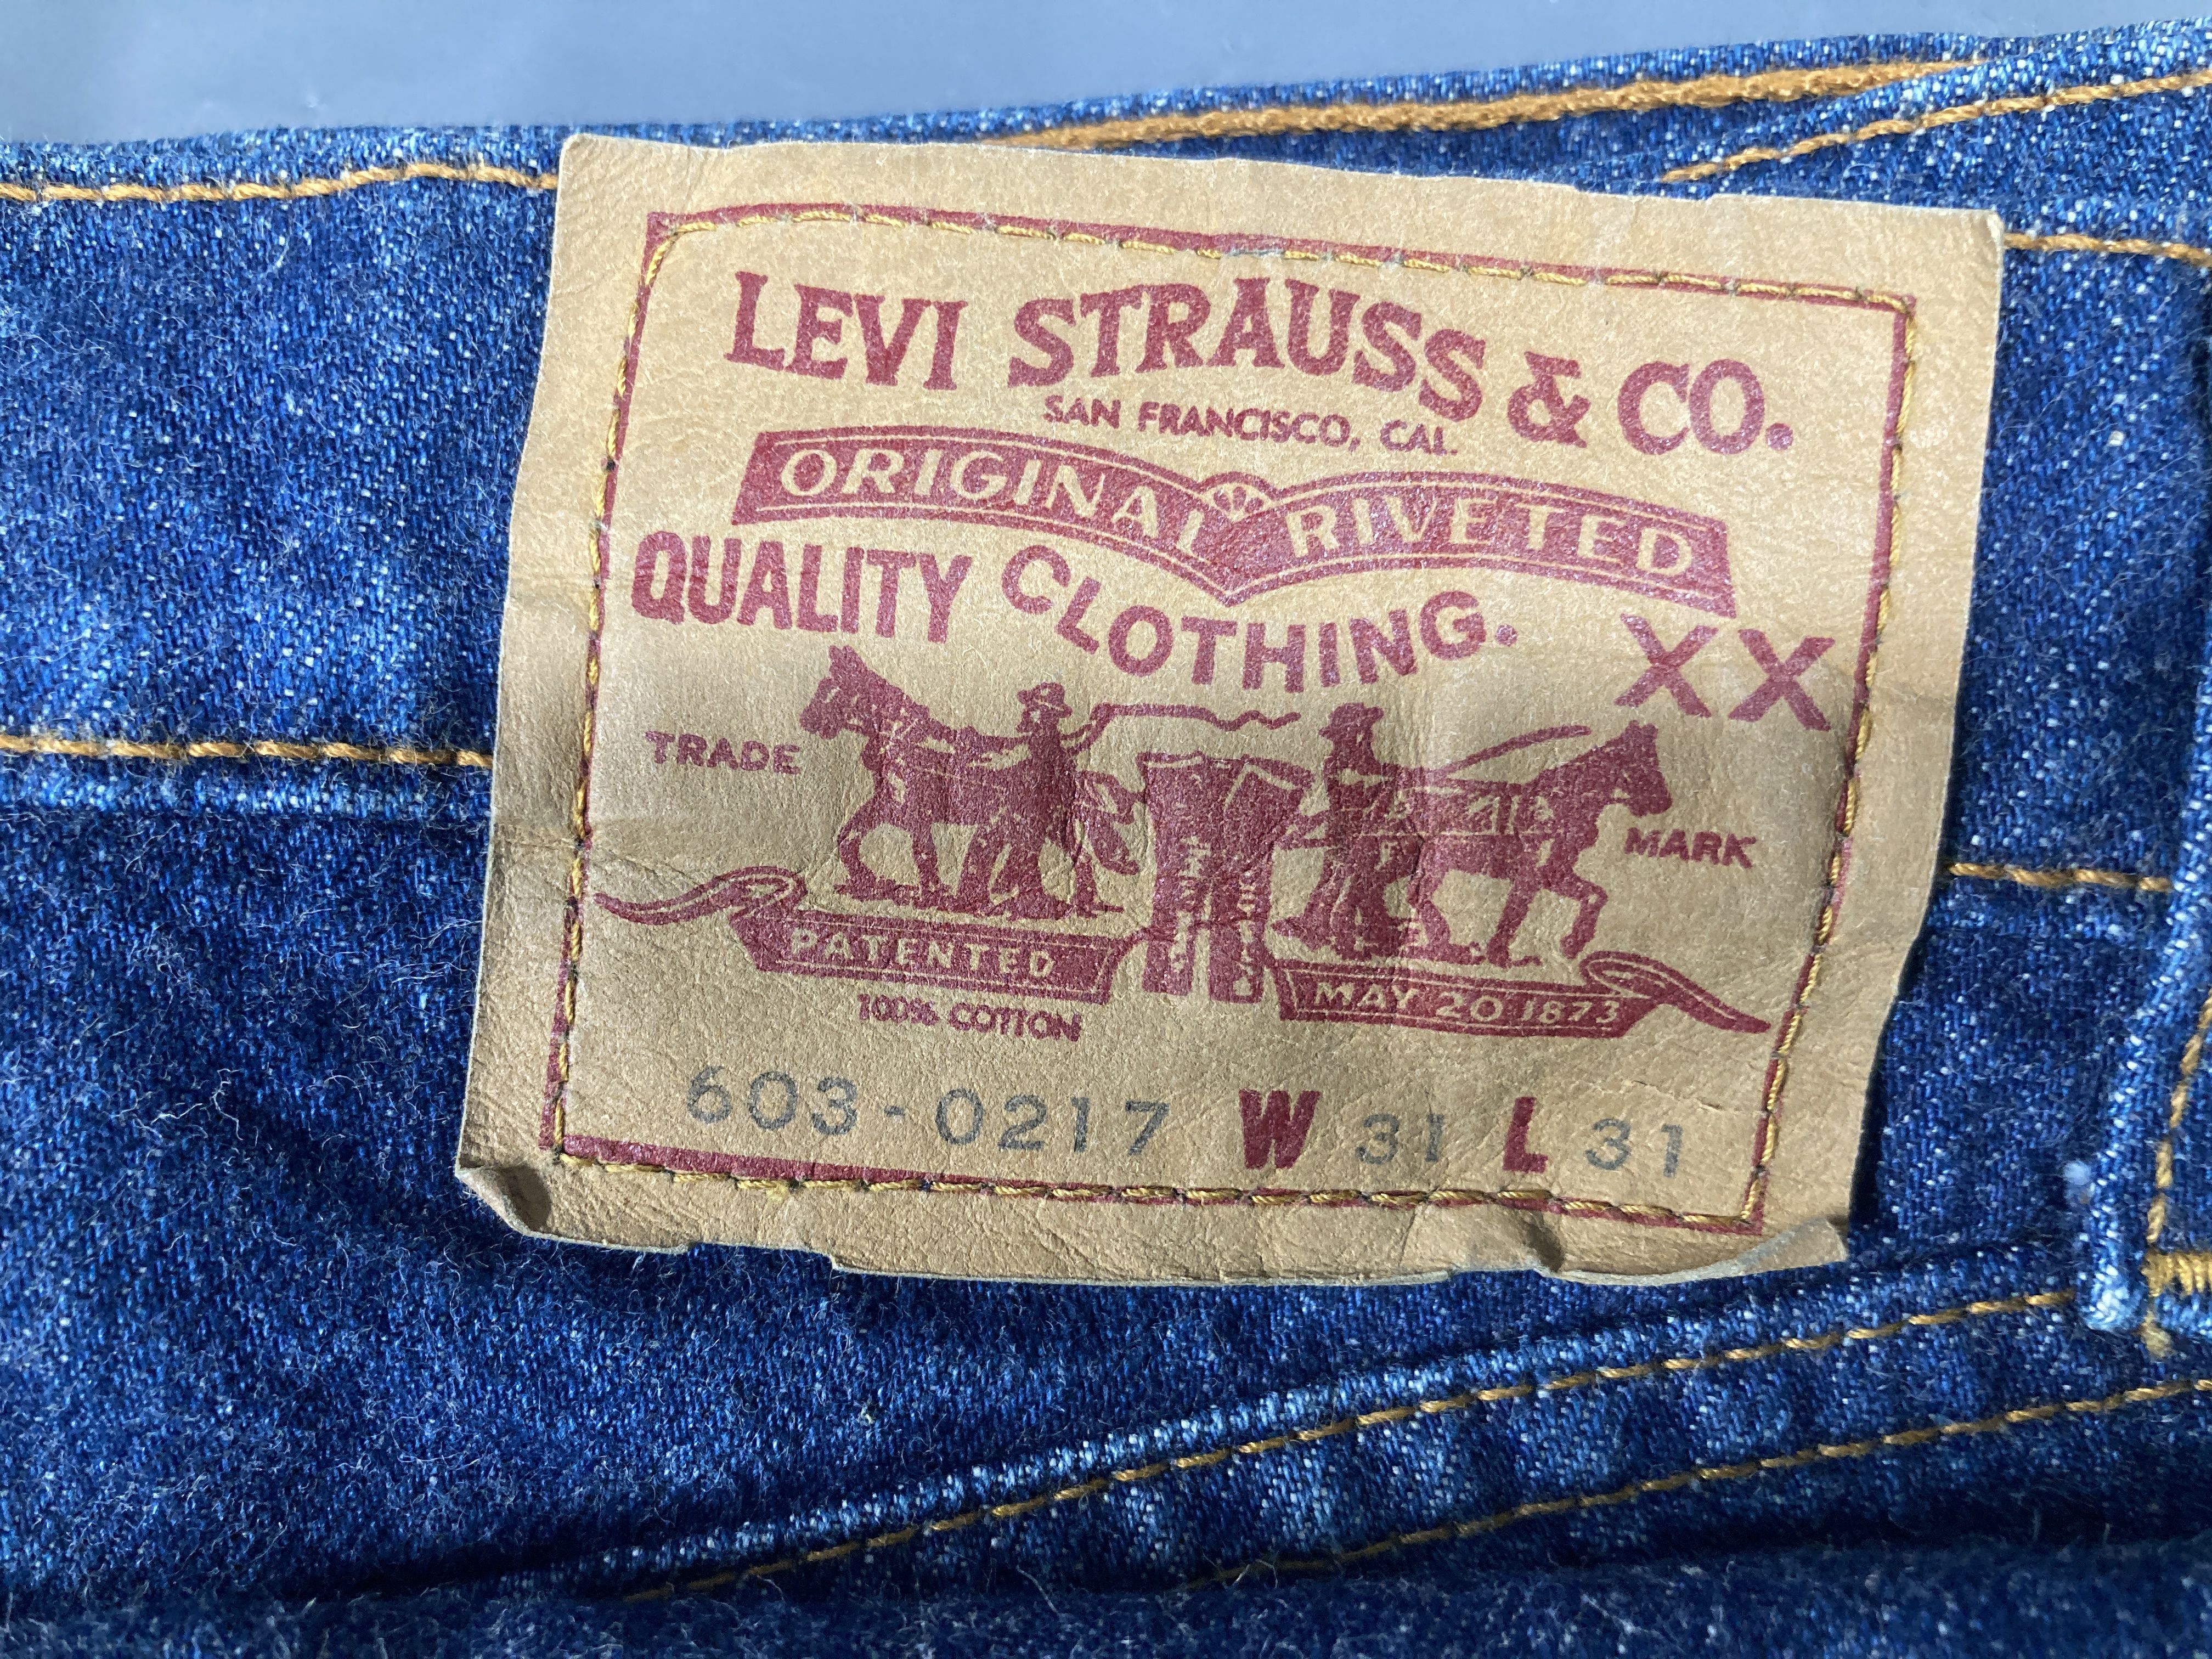 LEVI STRAUSS & CO.
SAN FRANCISCO, CAL.
ORIGINAL RIVETED
QUALITY CLOTHING.
XX
TRADE
MARK
PATENTED
MAY 20 1873
100% COTTON
603-0217 W 31 L 31